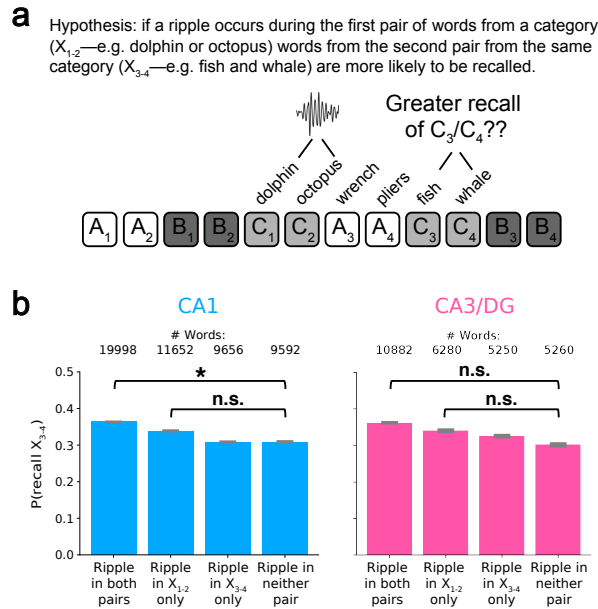 a
Hypothesis: if a ripple occurs during the first pair of words from a category
(X₁₋₂—e.g. dolphin or octopus) words from the second pair from the same
category (X₃₋₄—e.g. fish and whale) are more likely to be recalled.
Greater recall
of C₃/C₄??
dolphin octopus wrench pliers fish whale
A₁ A₂ B₁ B₂ C₁ C₂ A₃ A₄ C₃ C₄ B₃ B₄
b
CA1
# Words:
19998 11652 9656 9592
*
n.s.
P(recall X₃₋₄)
0.5
0.4
0.3
0.2
0.1
0.0
Ripple in both pairs
Ripple in X₁₋₂ only
Ripple in X₃₋₄ only
Ripple in neither pair
CA3/DG
# Words:
10882 6280 5250 5260
n.s.
n.s.
Ripple in both pairs
Ripple in X₁₋₂ only
Ripple in X₃₋₄ only
Ripple in neither pair